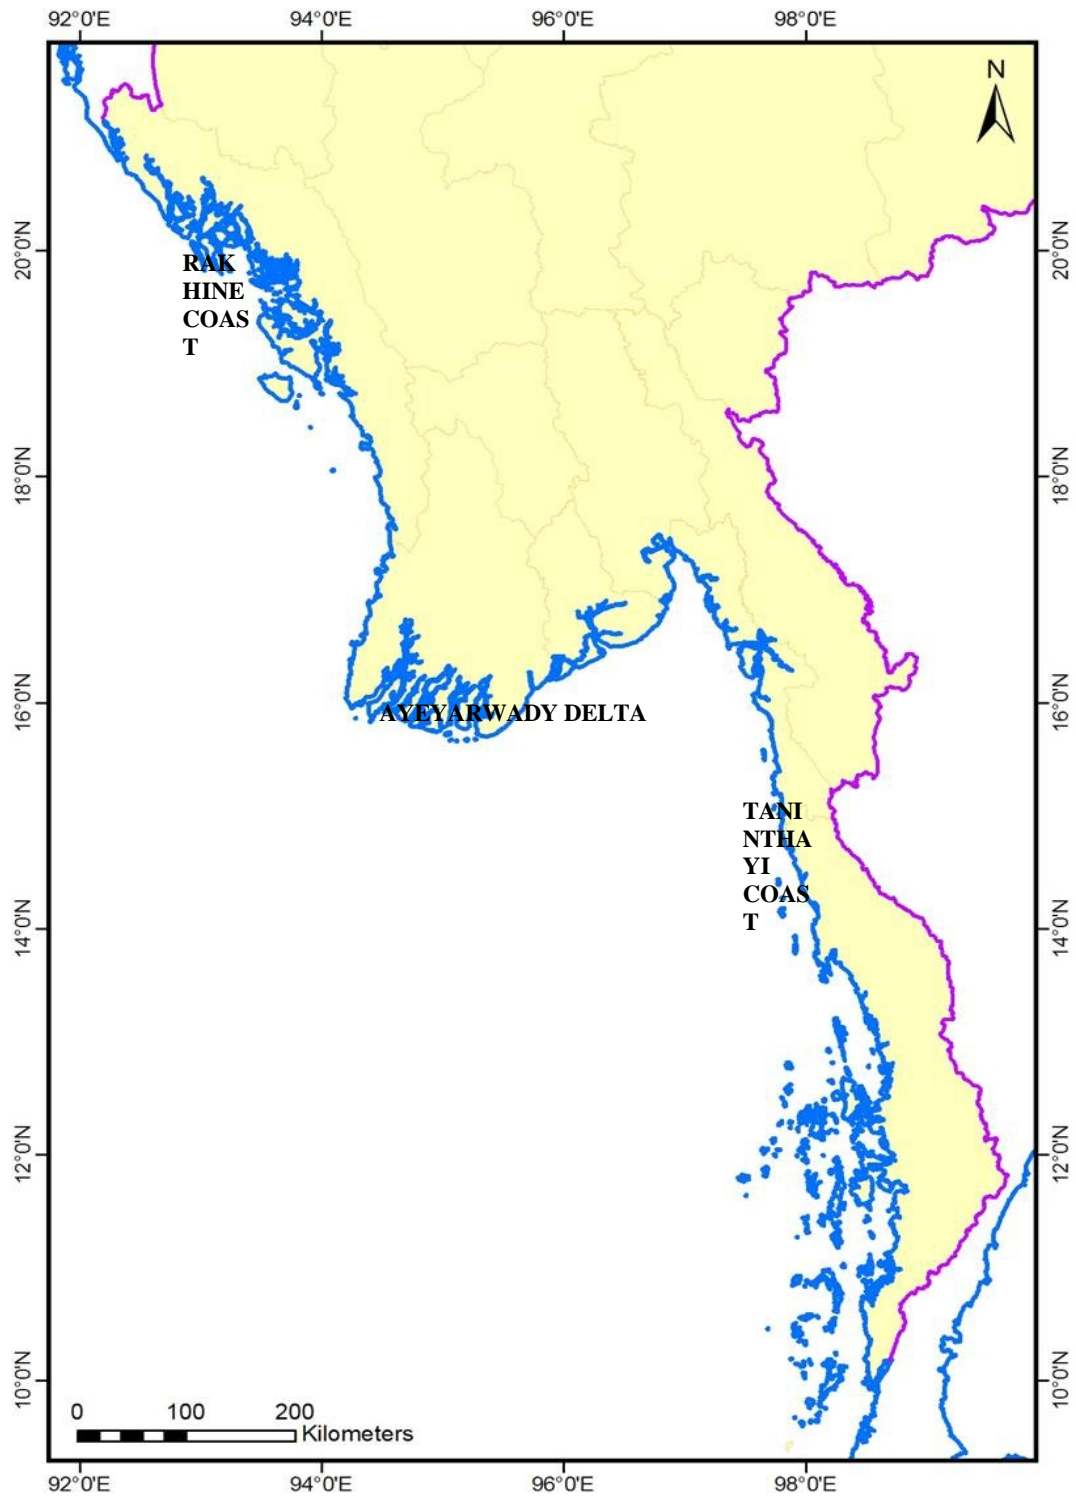 92°0'E 94°0'E 96°0'E 98°0'E
N
20°0'N 20°0'N
RAK
HINE
COAS
T
18°0'N 18°0'N
16°0'N 16°0'N
AYEYARWADY DELTA
TANI
NTHA
YI
COAS
T
14°0'N 14°0'N
12°0'N 12°0'N
10°0'N 10°0'N
0 100 200
Kilometers
92°0'E 94°0'E 96°0'E 98°0'E